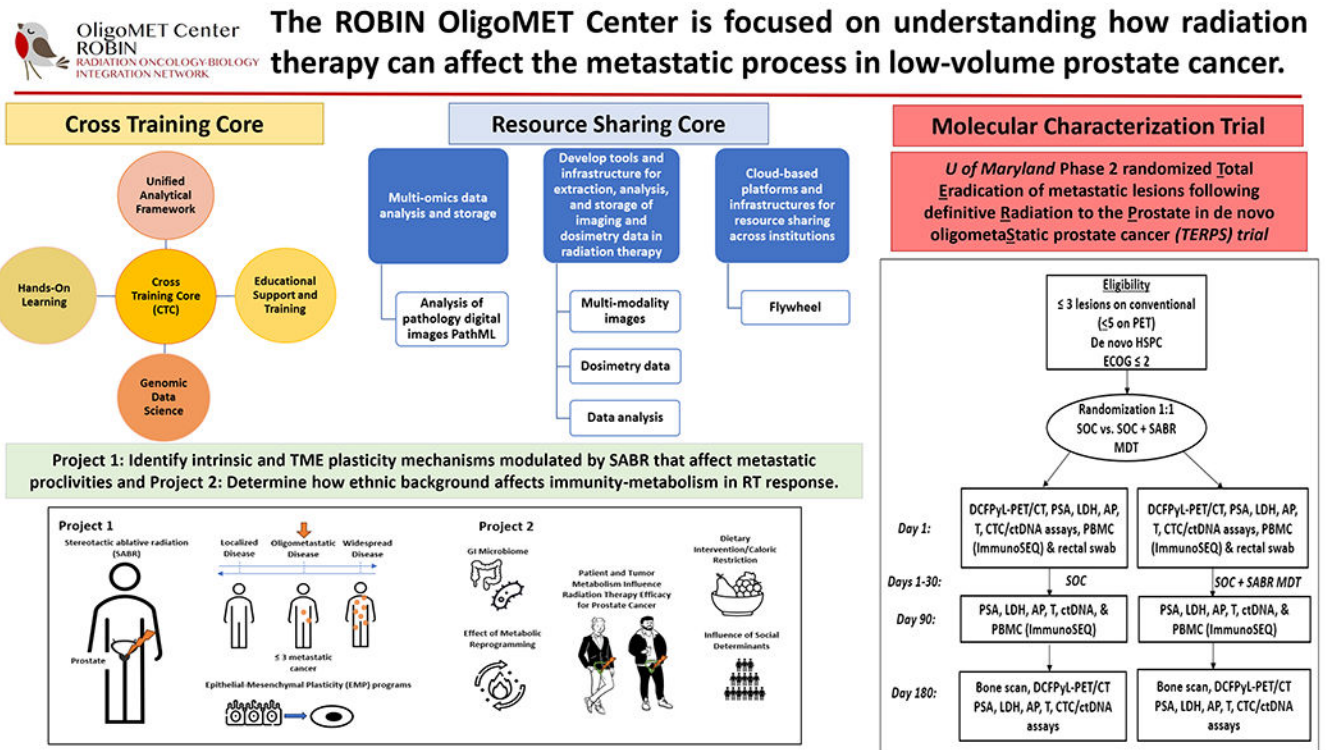 OligoMET Center
ROBIN
RADIATION ONCOLOGY-BIOLOGY
INTEGRATION NETWORK
The ROBIN OligoMET Center is focused on understanding how radiation
therapy can affect the metastatic process in low-volume prostate cancer.
Cross Training Core
Unified
Analytical
Framework
Hands-On
Learning
Cross
Training Core
(CTC)
Educational
Support and
Training
Genomic
Data
Science
Resource Sharing Core
Multi-omics data
analysis and storage
Analysis of
pathology digital
images PathML
Develop tools and
infrastructure for
extraction, analysis,
and storage of
imaging and
dosimetry data in
radiation therapy
Multi-modality
images
Dosimetry data
Data analysis
Cloud-based
platforms and
infrastructures for
resource sharing
across institutions
Flywheel
Project 1: Identify intrinsic and TME plasticity mechanisms modulated by SABR that affect metastatic
proclivities and Project 2: Determine how ethnic background affects immunity-metabolism in RT response.
Project 1
Stereotactic ablative radiation
(SABR)
Prostate
Localized
Disease
Oligometastatic
Disease
Widespread
Disease
≤ 3 metastatic
cancer
Epithelial-Mesenchymal Plasticity (EMP) programs
Project 2
GI Microbiome
Effect of Metabolic
Reprogramming
Patient and Tumor
Metabolism Influence
Radiation Therapy Efficacy
for Prostate Cancer
Dietary
Intervention/Caloric
Restriction
Influence of Social
Determinants
Molecular Characterization Trial
U of Maryland Phase 2 randomized Total
Eradication of metastatic lesions following
definitive Radiation to the Prostate in de novo
oligometaStatic prostate cancer (TERPS) trial
Eligibility
≤ 3 lesions on conventional
(≤5 on PET)
De novo HSPC
ECOG ≤ 2
Randomization 1:1
SOC vs. SOC + SABR
MDT
Day 1:
DCFPyL-PET/CT, PSA, LDH, AP,
T, CTC/ctDNA assays, PBMC
(ImmunoSEQ) & rectal swab
DCFPyL-PET/CT, PSA, LDH, AP,
T, CTC/ctDNA assays, PBMC
(ImmunoSEQ) & rectal swab
Days 1-30:
SOC
SOC + SABR MDT
Day 90:
PSA, LDH, AP, T, ctDNA, &
PBMC (ImmunoSEQ)
PSA, LDH, AP, T, ctDNA, &
PBMC (ImmunoSEQ)
Day 180:
Bone scan, DCFPyL-PET/CT
PSA, LDH, AP, T, CTC/ctDNA
assays
Bone scan, DCFPyL-PET/CT
PSA, LDH, AP, T, CTC/ctDNA
assays